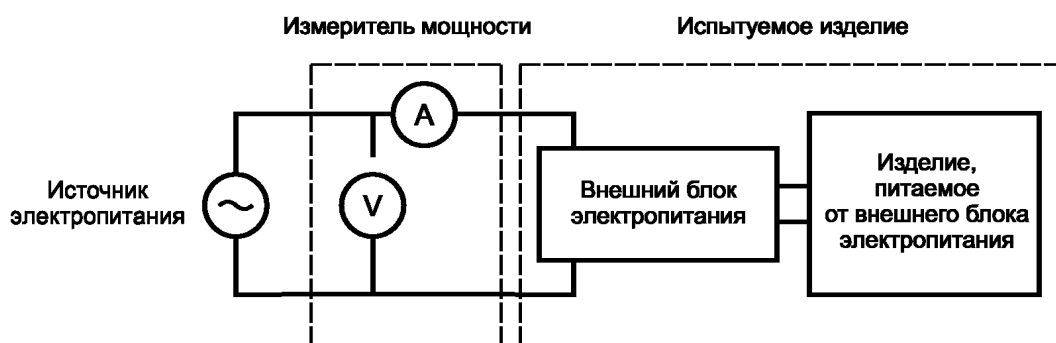 Измеритель мощности
Испытуемое изделие
A
V
Источник
электропитания
Внешний блок
электропитания
Изделие,
питаемое
от внешнего блока
электропитания